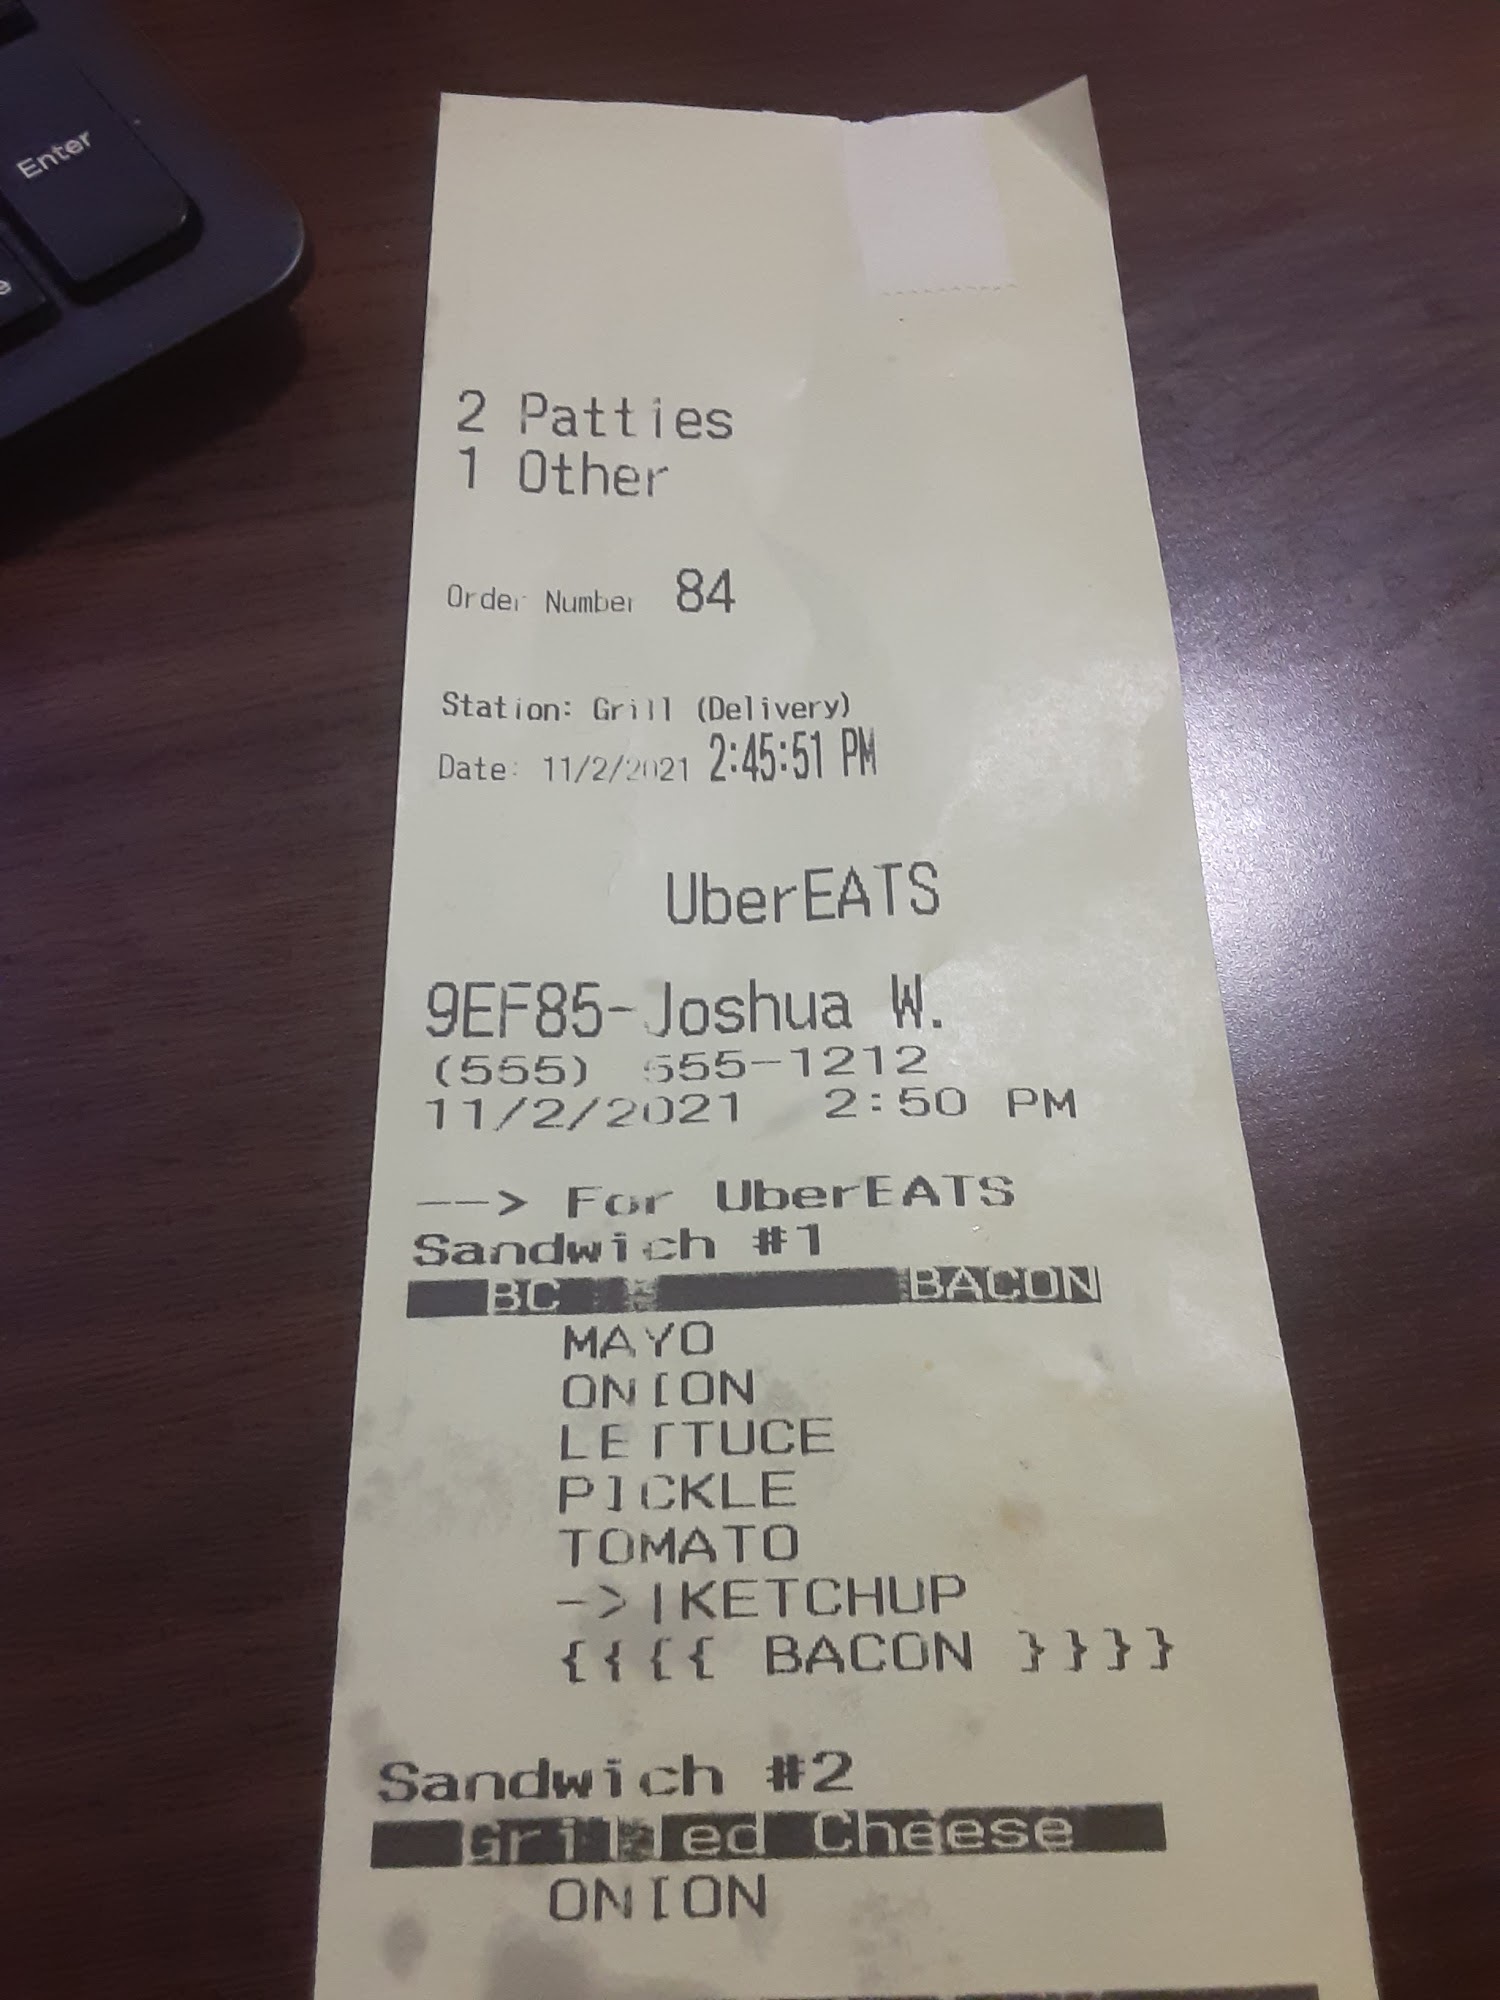 Enter
e
2 Patties
1 Other
Order Number 84
Station: Grill (Delivery)
Date: 11/2/2021 2:45:51 PM
UberEATS
9EF85-Joshua W.
(555) 555-1212
11/2/2021 2:50 PM
--> For UberEATS
Sandwich #1
BC BACON
MAYO
ONION
LETTUCE
PICKLE
TOMATO
->|KETCHUP
{{{{ BACON }}}}
Sandwich #2
Grilled Cheese
ONION